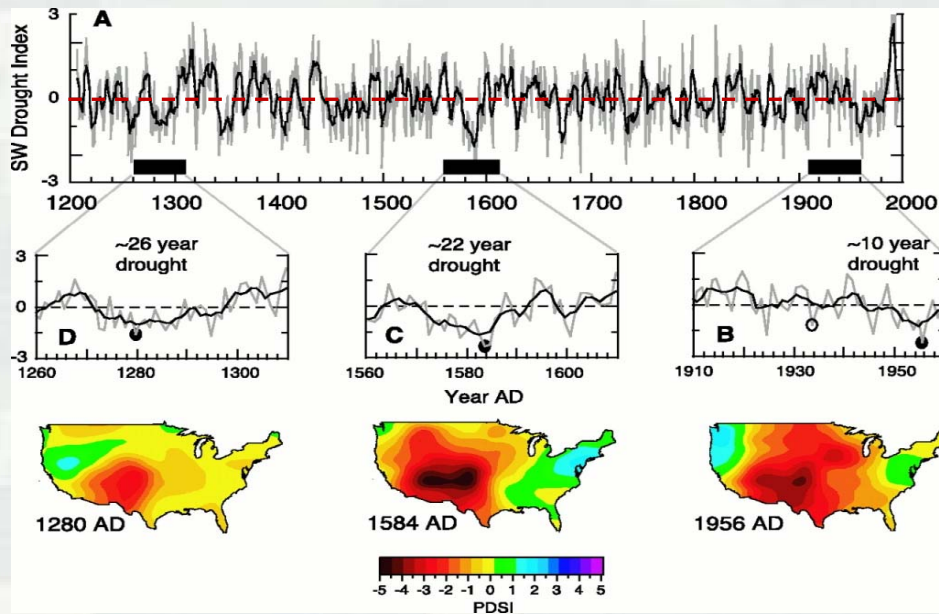 A
SW Drought Index
3
0
-3
1200 1300 1400 1500 1600 1700 1800 1900 2000
~26 year
drought
~22 year
drought
~10 year
drought
3
0
-3
D
C
B
1260 1280 1300
1560 1580 1600
1910 1930 1950
Year AD
1280 AD
1584 AD
1956 AD
-5 -4 -3 -2 -1 0 1 2 3 4 5
PDSI